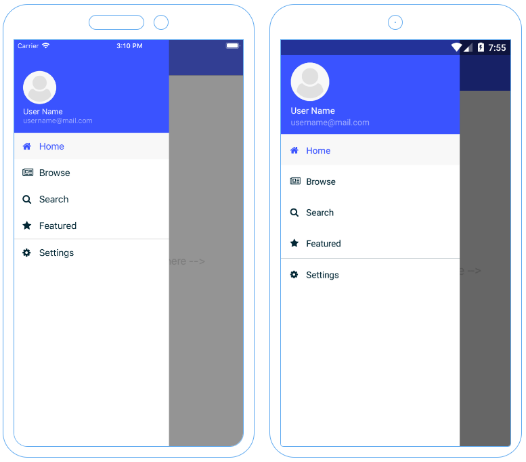 Carrier 3:10 PM
User Name
username@mail.com
Home
Browse
Search
Featured
Settings
-->
7:55
User Name
username@mail.com
Home
Browse
Search
Featured
Settings
-->